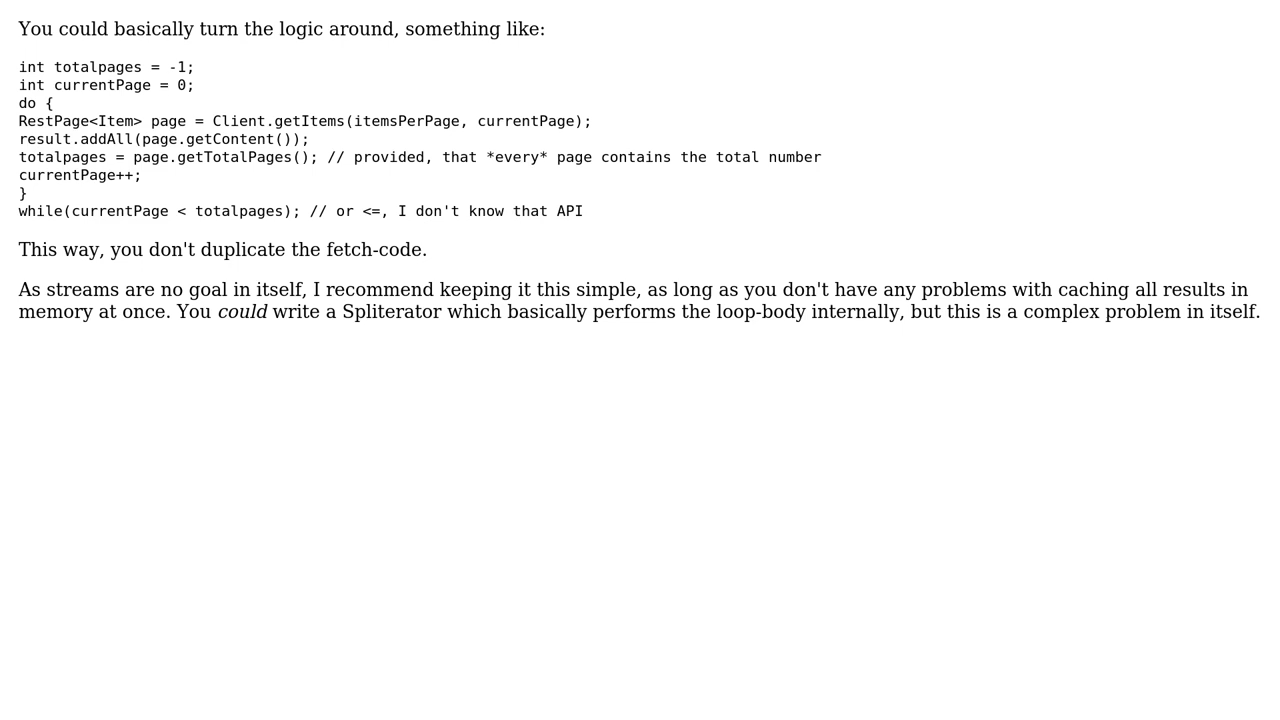 You could basically turn the logic around, something like:
int totalpages = -1;
int currentPage = 0;
do {
RestPage<Item> page = Client.getItems(itemsPerPage, currentPage);
result.addAll(page.getContent());
totalpages = page.getTotalPages(); // provided, that *every* page contains the total number
currentPage++;
}
while(currentPage < totalpages); // or <=, I don't know that API
This way, you don't duplicate the fetch-code.
As streams are no goal in itself, I recommend keeping it this simple, as long as you don't have any problems with caching all results in
memory at once. You could write a Spliterator which basically performs the loop-body internally, but this is a complex problem in itself.